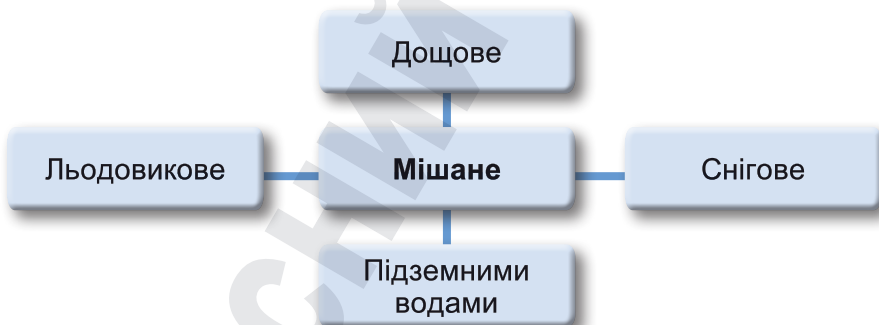 Дощове
Льодовикове
Мішане
Снігове
Підземними
водами